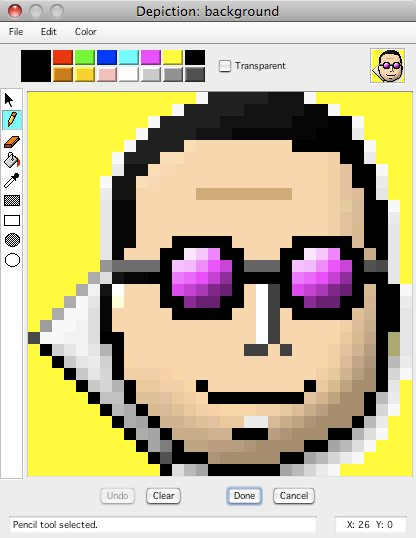 Depiction: background
File Edit Color
Transparent
Undo Clear Done Cancel
Pencil tool selected. X: 26 Y: 0